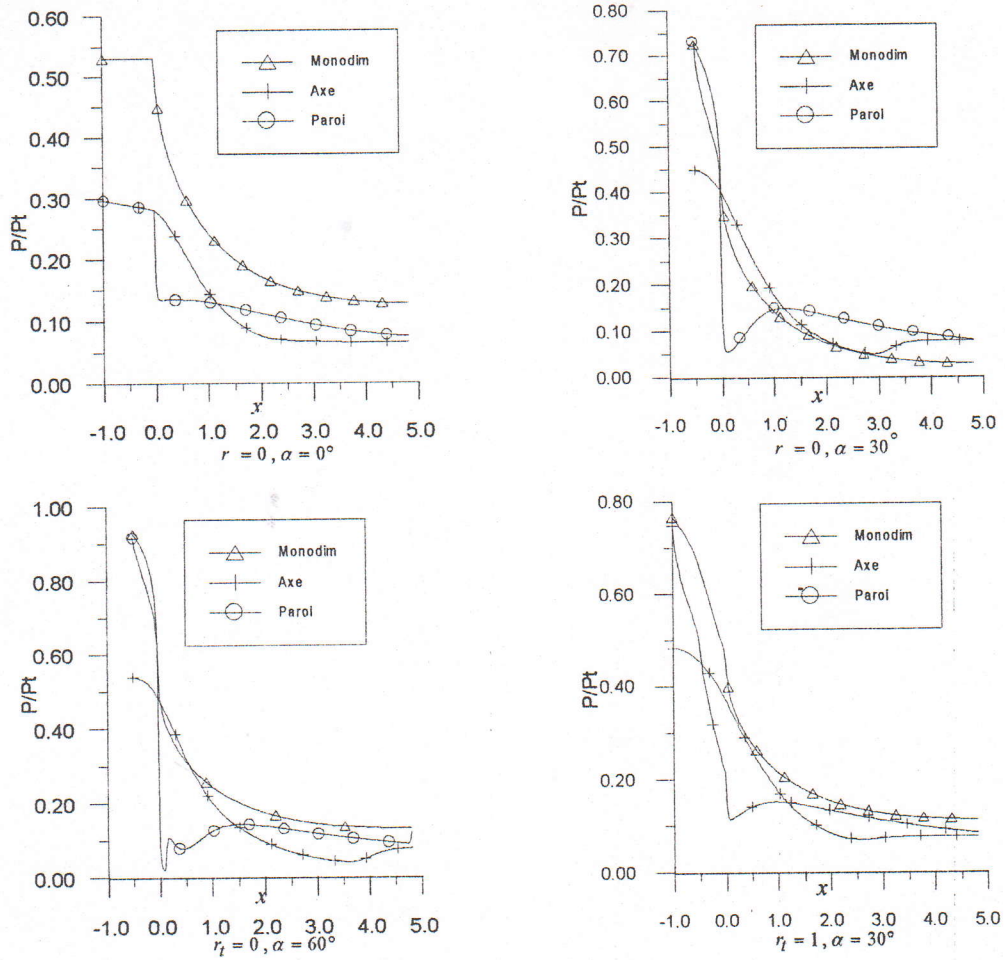 0.60
0.50
0.40
0.30
0.20
0.10
0.00
P/Pt
Monodim
Axe
Paroi
x
-1.0 0.0 1.0 2.0 3.0 4.0 5.0
r = 0 , α = 0°
0.80
0.70
0.60
0.50
0.40
0.30
0.20
0.10
0.00
P/Pt
Monodim
Axe
Paroi
x
-1.0 0.0 1.0 2.0 3.0 4.0 5.0
r = 0 , α = 30°
1.00
0.80
0.60
0.40
0.20
0.00
P/Pt
Monodim
Axe
Paroi
x
-1.0 0.0 1.0 2.0 3.0 4.0 5.0
rt = 0 , α = 60°
0.80
0.60
0.40
0.20
0.00
P/Pt
Monodim
Axe
Paroi
x
-1.0 0.0 1.0 2.0 3.0 4.0 5.0
rt = 1 , α = 30°